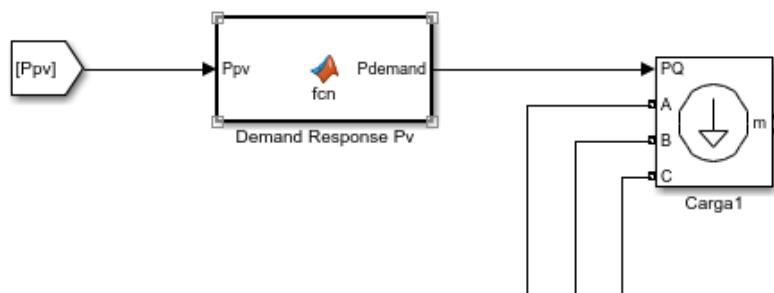 [Ppv]
Ppv
Pdemand
fcn
Demand Response Pv
PQ
A
B
C
m
Carga1